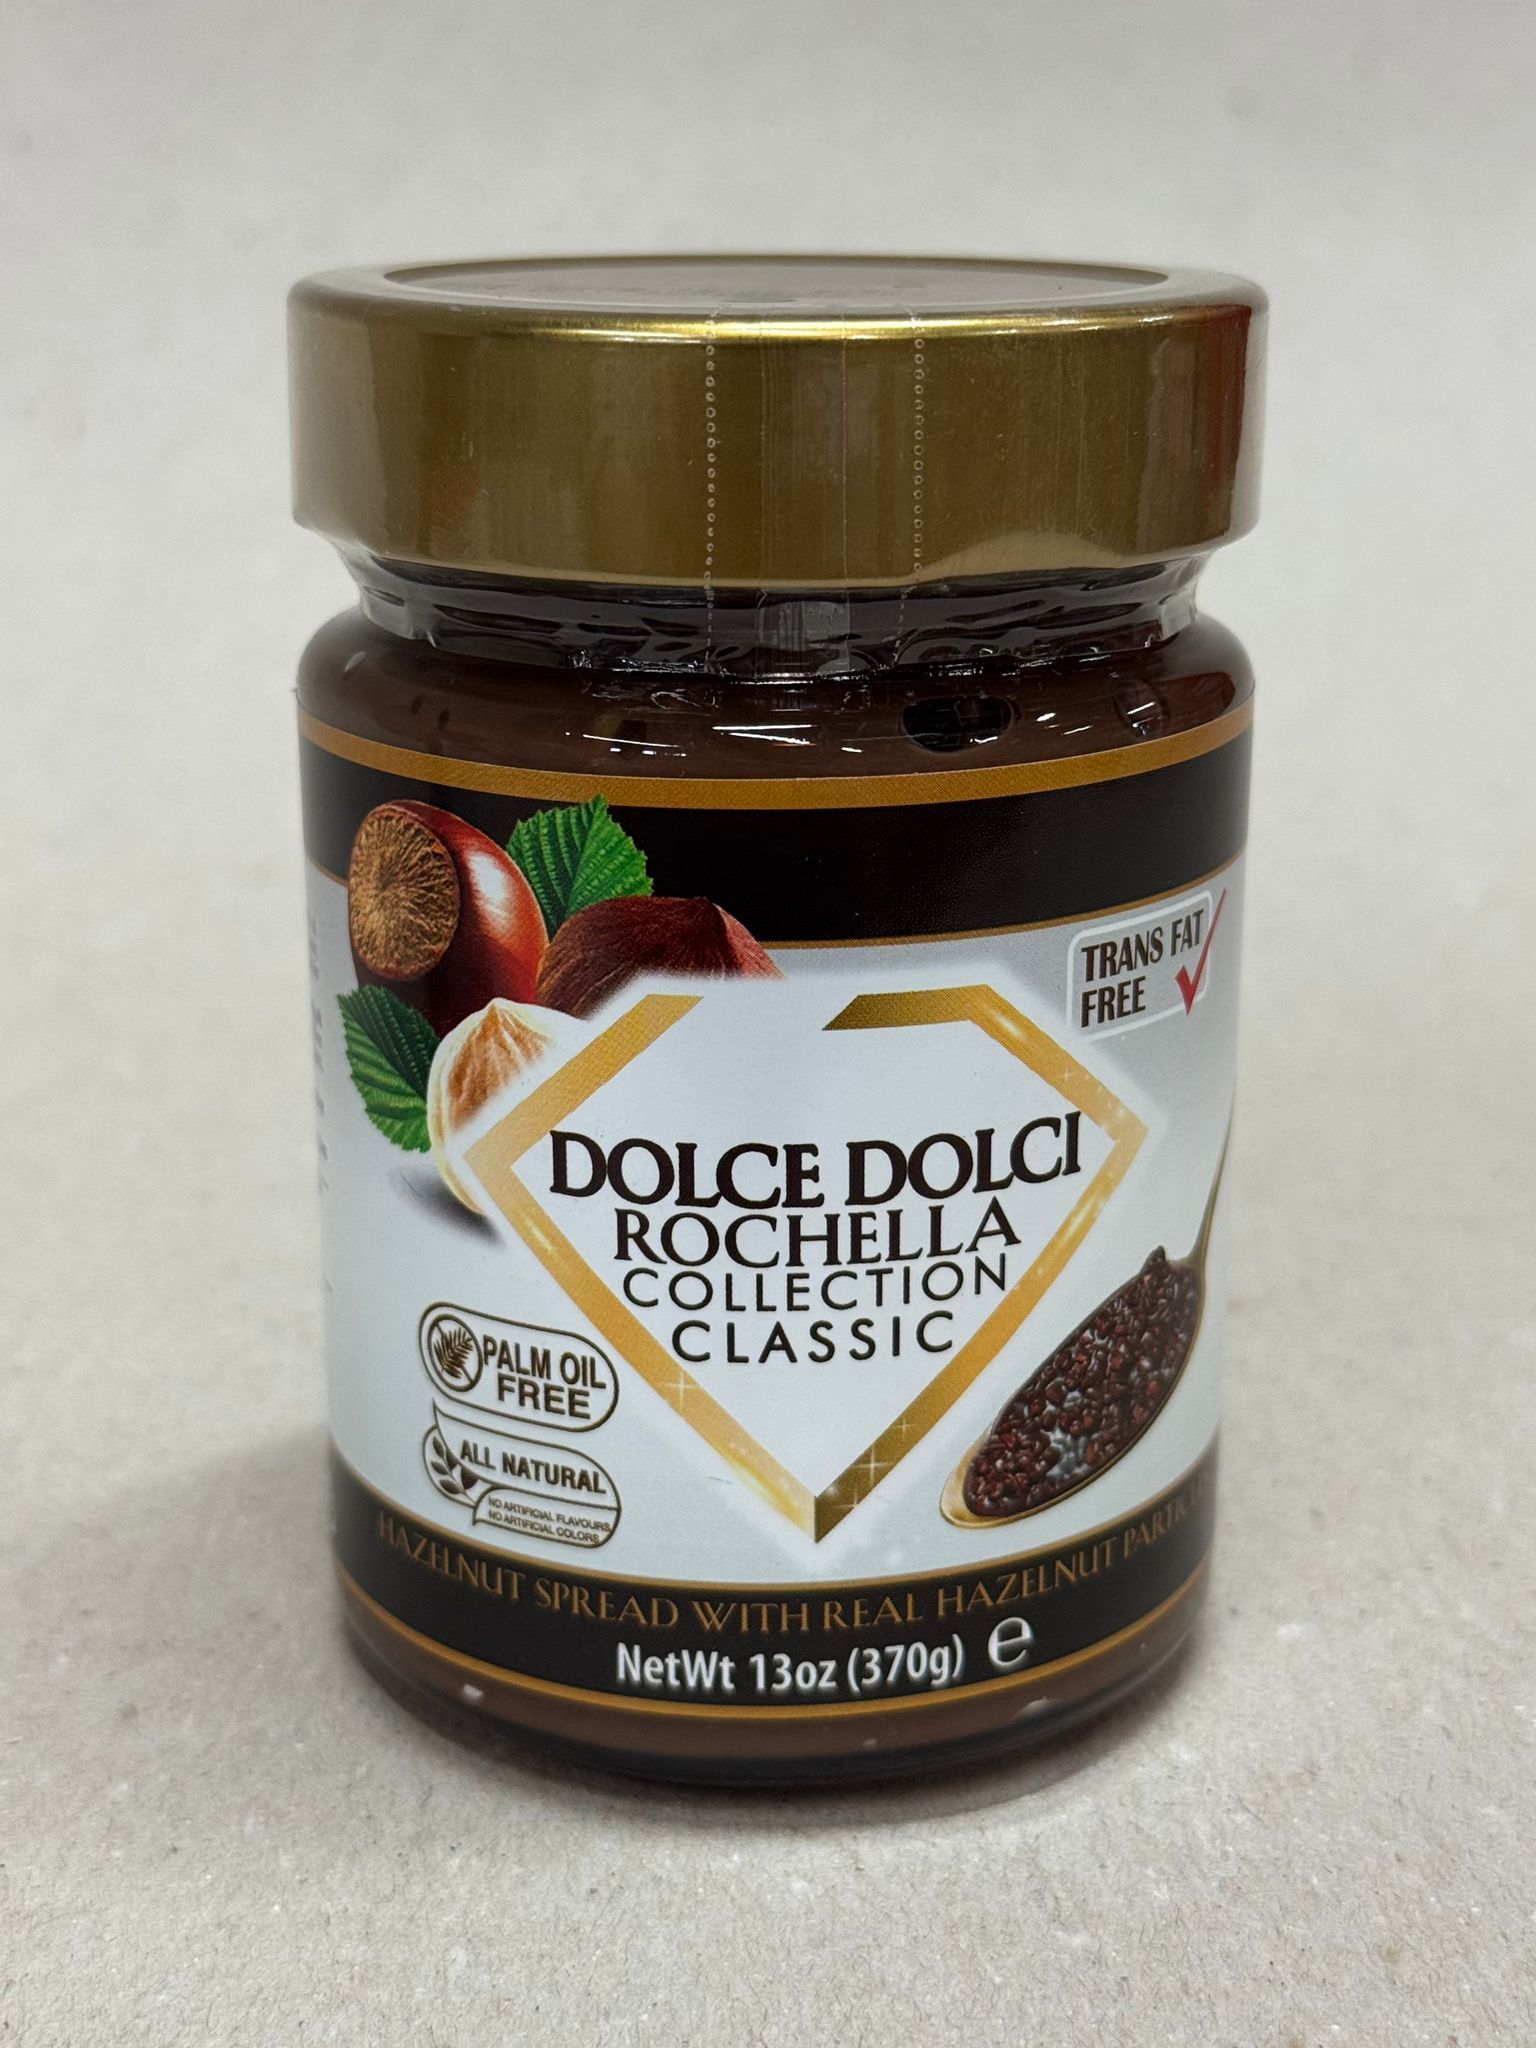 TRANS FAT
FREE
DOLCE DOLCI
ROCHELLA
COLLECTION
CLASSIC
PALM OIL
FREE
ALL NATURAL
NO ARTIFICIAL FLAVOURS
NO ARTIFICIAL COLORS
HAZELNUT SPREAD WITH REAL HAZELNUT
NetWt 13oz (370g) e